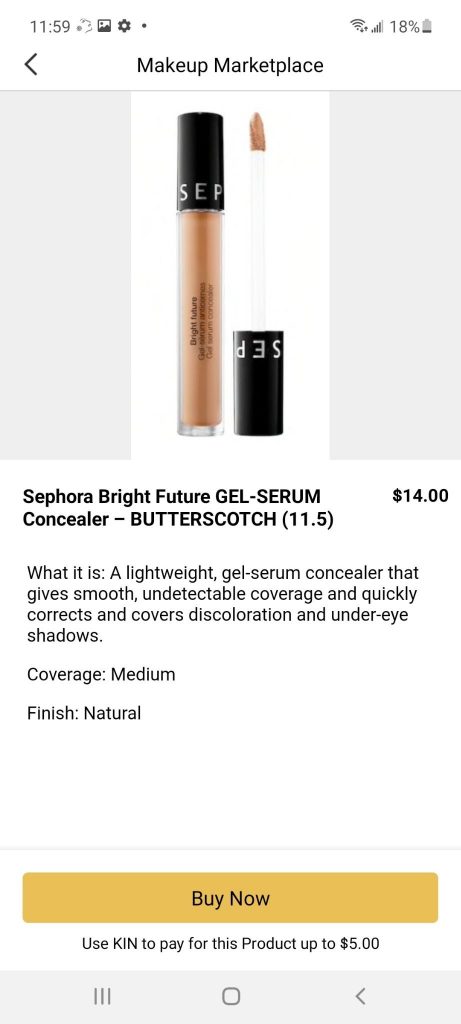 11:59
18%
Makeup Marketplace
SEP
Bright future
Gel sérum anticernes
Gel serum concealer
SEP
Sephora Bright Future GEL-SERUM
Concealer – BUTTERSCOTCH (11.5)
$14.00
What it is: A lightweight, gel-serum concealer that
gives smooth, undetectable coverage and quickly
corrects and covers discoloration and under-eye
shadows.
Coverage: Medium
Finish: Natural
Buy Now
Use KIN to pay for this Product up to $5.00